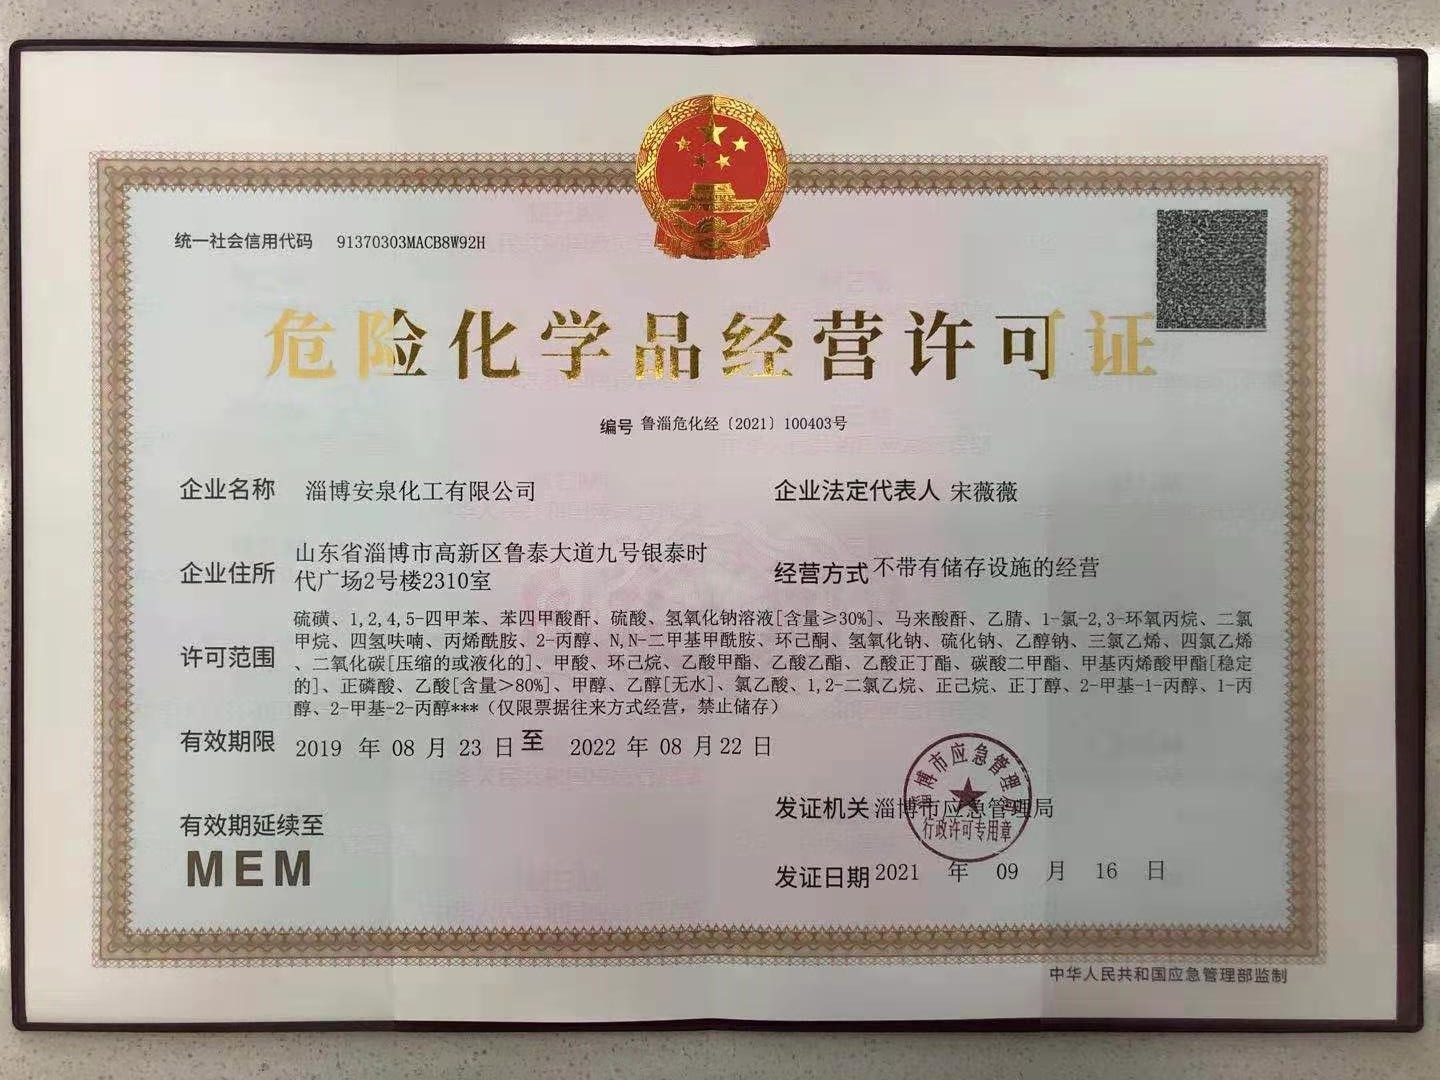 统一社会信用代码 91370303MACB8W92H
危险化学品经营许可证
编号 鲁淄危化经〔2021〕100403号
企业名称 淄博安泉化工有限公司
企业法定代表人 宋薇薇
企业住所 山东省淄博市高新区鲁泰大道九号银泰时
代广场2号楼2310室
经营方式 不带有储存设施的经营
许可范围
硫磺、1,2,4,5-四甲苯、苯四甲酸酐、硫酸、氢氧化钠溶液[含量≥30%]、马来酸酐、乙腈、1-氯-2,3-环氧丙烷、二氯
甲烷、四氢呋喃、丙烯酰胺、2-丙醇、N,N-二甲基甲酰胺、环己酮、氢氧化钠、硫化钠、乙醇钠、三氯乙烯、四氯乙烯
、二氧化碳[压缩的或液化的]、甲酸、环己烷、乙酸甲酯、乙酸乙酯、乙酸正丁酯、碳酸二甲酯、甲基丙烯酸甲酯[稳定
的]、正磷酸、乙酸[含量>80%]、甲醇、乙醇[无水]、氯乙酸、1,2-二氯乙烷、正己烷、正丁醇、2-甲基-1-丙醇、1-丙
醇、2-甲基-2-丙醇***（仅限票据往来方式经营，禁止储存）
有效期限 2019 年 08 月 23 日 至 2022 年 08 月 22 日
发证机关 淄博市应急管理局
淄博市应急管理局
行政许可专用章
有效期延续至
MEM
发证日期 2021 年 09 月 16 日
中华人民共和国应急管理部监制